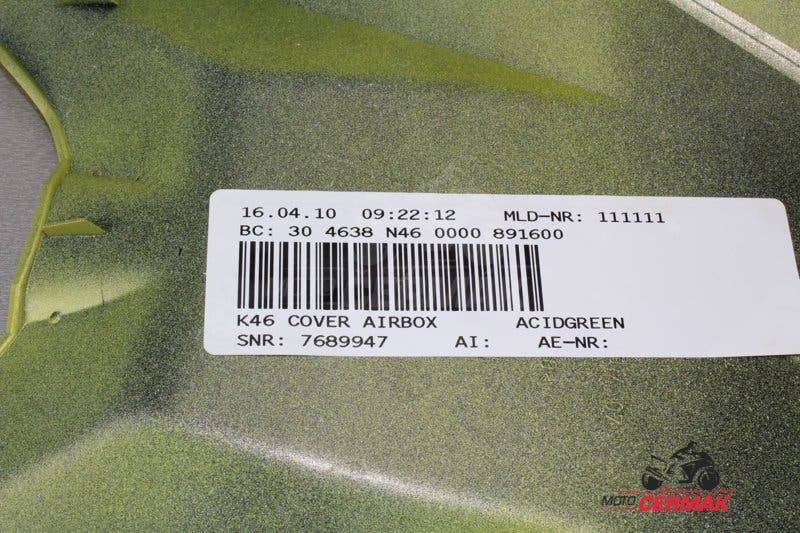 16.04.10 09:22:12 MLD-NR: 111111
BC: 30 4638 N46 0000 891600
K46 COVER AIRBOX ACIDGREEN
SNR: 7689947 AI: AE-NR:
MOTO ČERMÁK